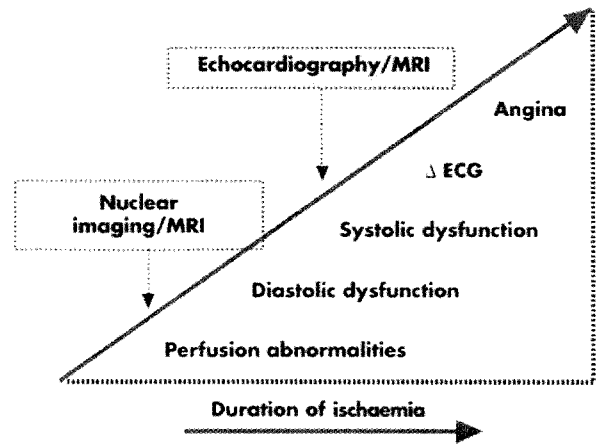 Echocardiography/MRI
Angina
Δ ECG
Nuclear
imaging/MRI
Systolic dysfunction
Diastolic dysfunction
Perfusion abnormalities
Duration of ischaemia